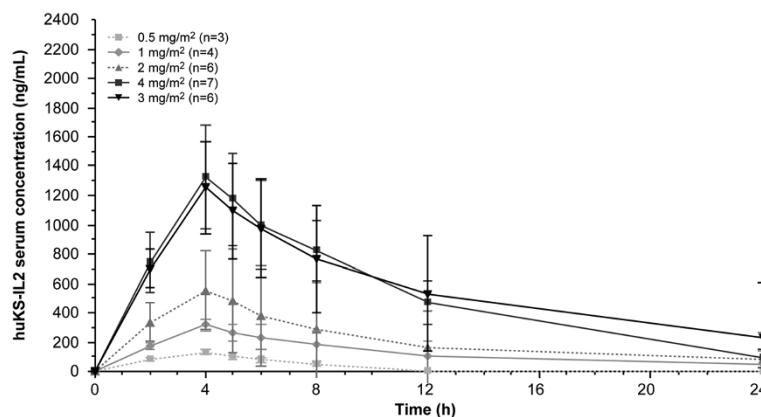 huKS-IL2 serum concentration (ng/mL)
2400
2200
2000
1800
1600
1400
1200
1000
800
600
400
200
0
0.5 mg/m² (n=3)
1 mg/m² (n=4)
2 mg/m² (n=6)
4 mg/m² (n=7)
3 mg/m² (n=6)
0 4 6 8 12 16 20 24
Time (h)